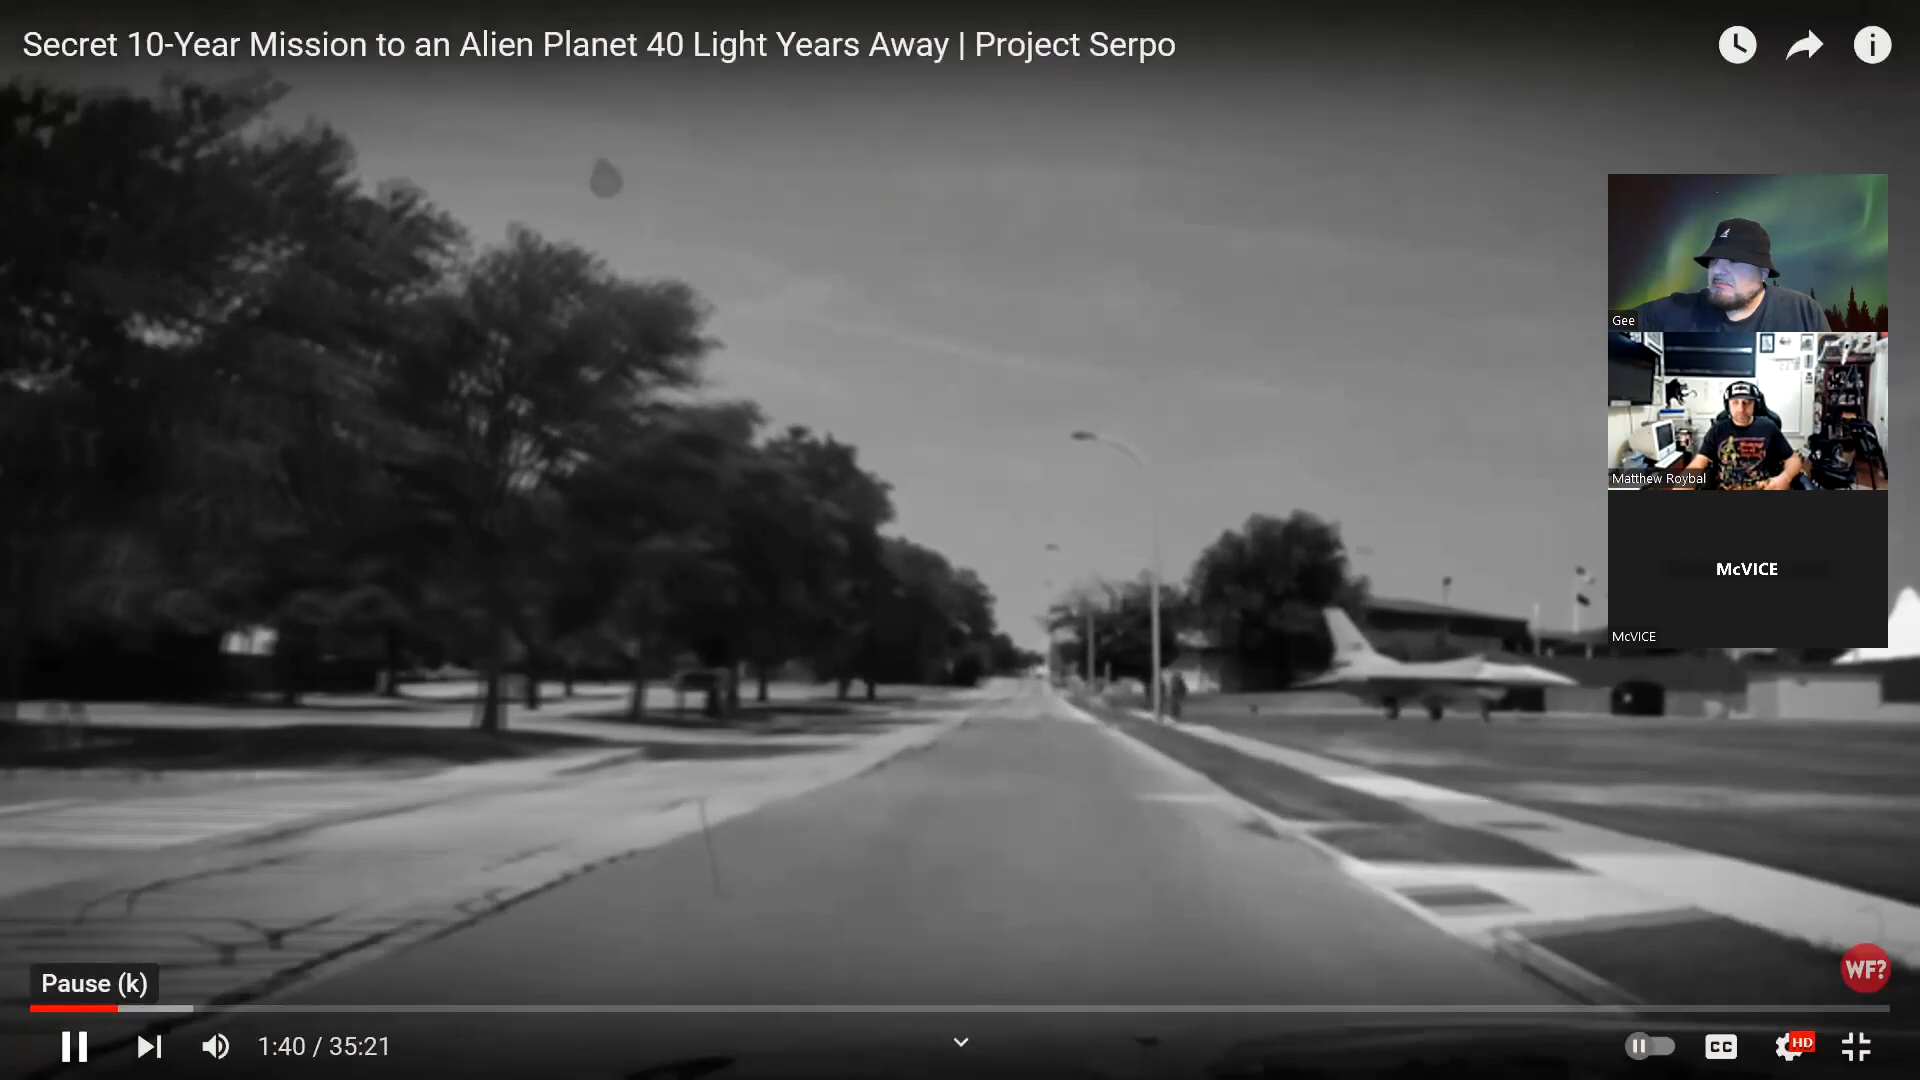 Secret 10-Year Mission to an Alien Planet 40 Light Years Away | Project Serpo
Gee
Matthew Roybal
McVICE
McVICE
WF?
Pause (k)
1:40 / 35:21
CC
HD